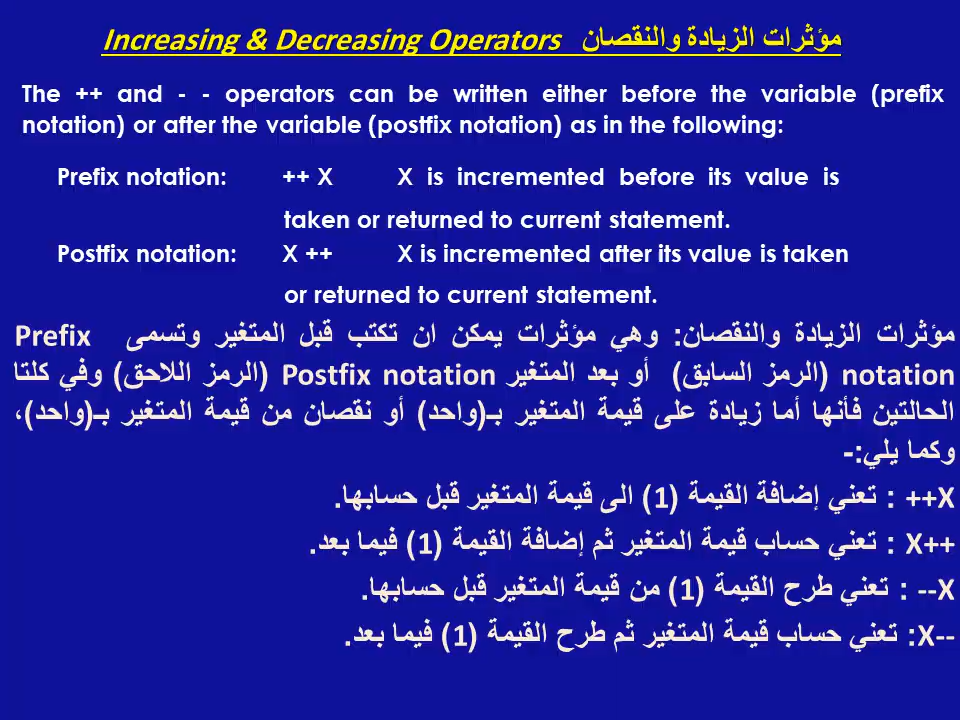 Increasing & Decreasing Operators مؤثرات الزيادة والنقصان
The ++ and - - operators can be written either before the variable (prefix
notation) or after the variable (postfix notation) as in the following:
Prefix notation: ++ X X is incremented before its value is
taken or returned to current statement.
Postfix notation: X ++ X is incremented after its value is taken
or returned to current statement.
مؤثرات الزيادة والنقصان: وهي مؤثرات يمكن ان تكتب قبل المتغير وتسمى Prefix
notation (الرمز السابق) أو بعد المتغير Postfix notation (الرمز اللاحق) وفي كلتا
الحالتين فأنها أما زيادة على قيمة المتغير بـ(واحد) أو نقصان من قيمة المتغير بـ(واحد)،
وكما يلي:-
++X : تعني إضافة القيمة (1) الى قيمة المتغير قبل حسابها.
X++ : تعني حساب قيمة المتغير ثم إضافة القيمة (1) فيما بعد.
--X : تعني طرح القيمة (1) من قيمة المتغير قبل حسابها.
X--: تعني حساب قيمة المتغير ثم طرح القيمة (1) فيما بعد.